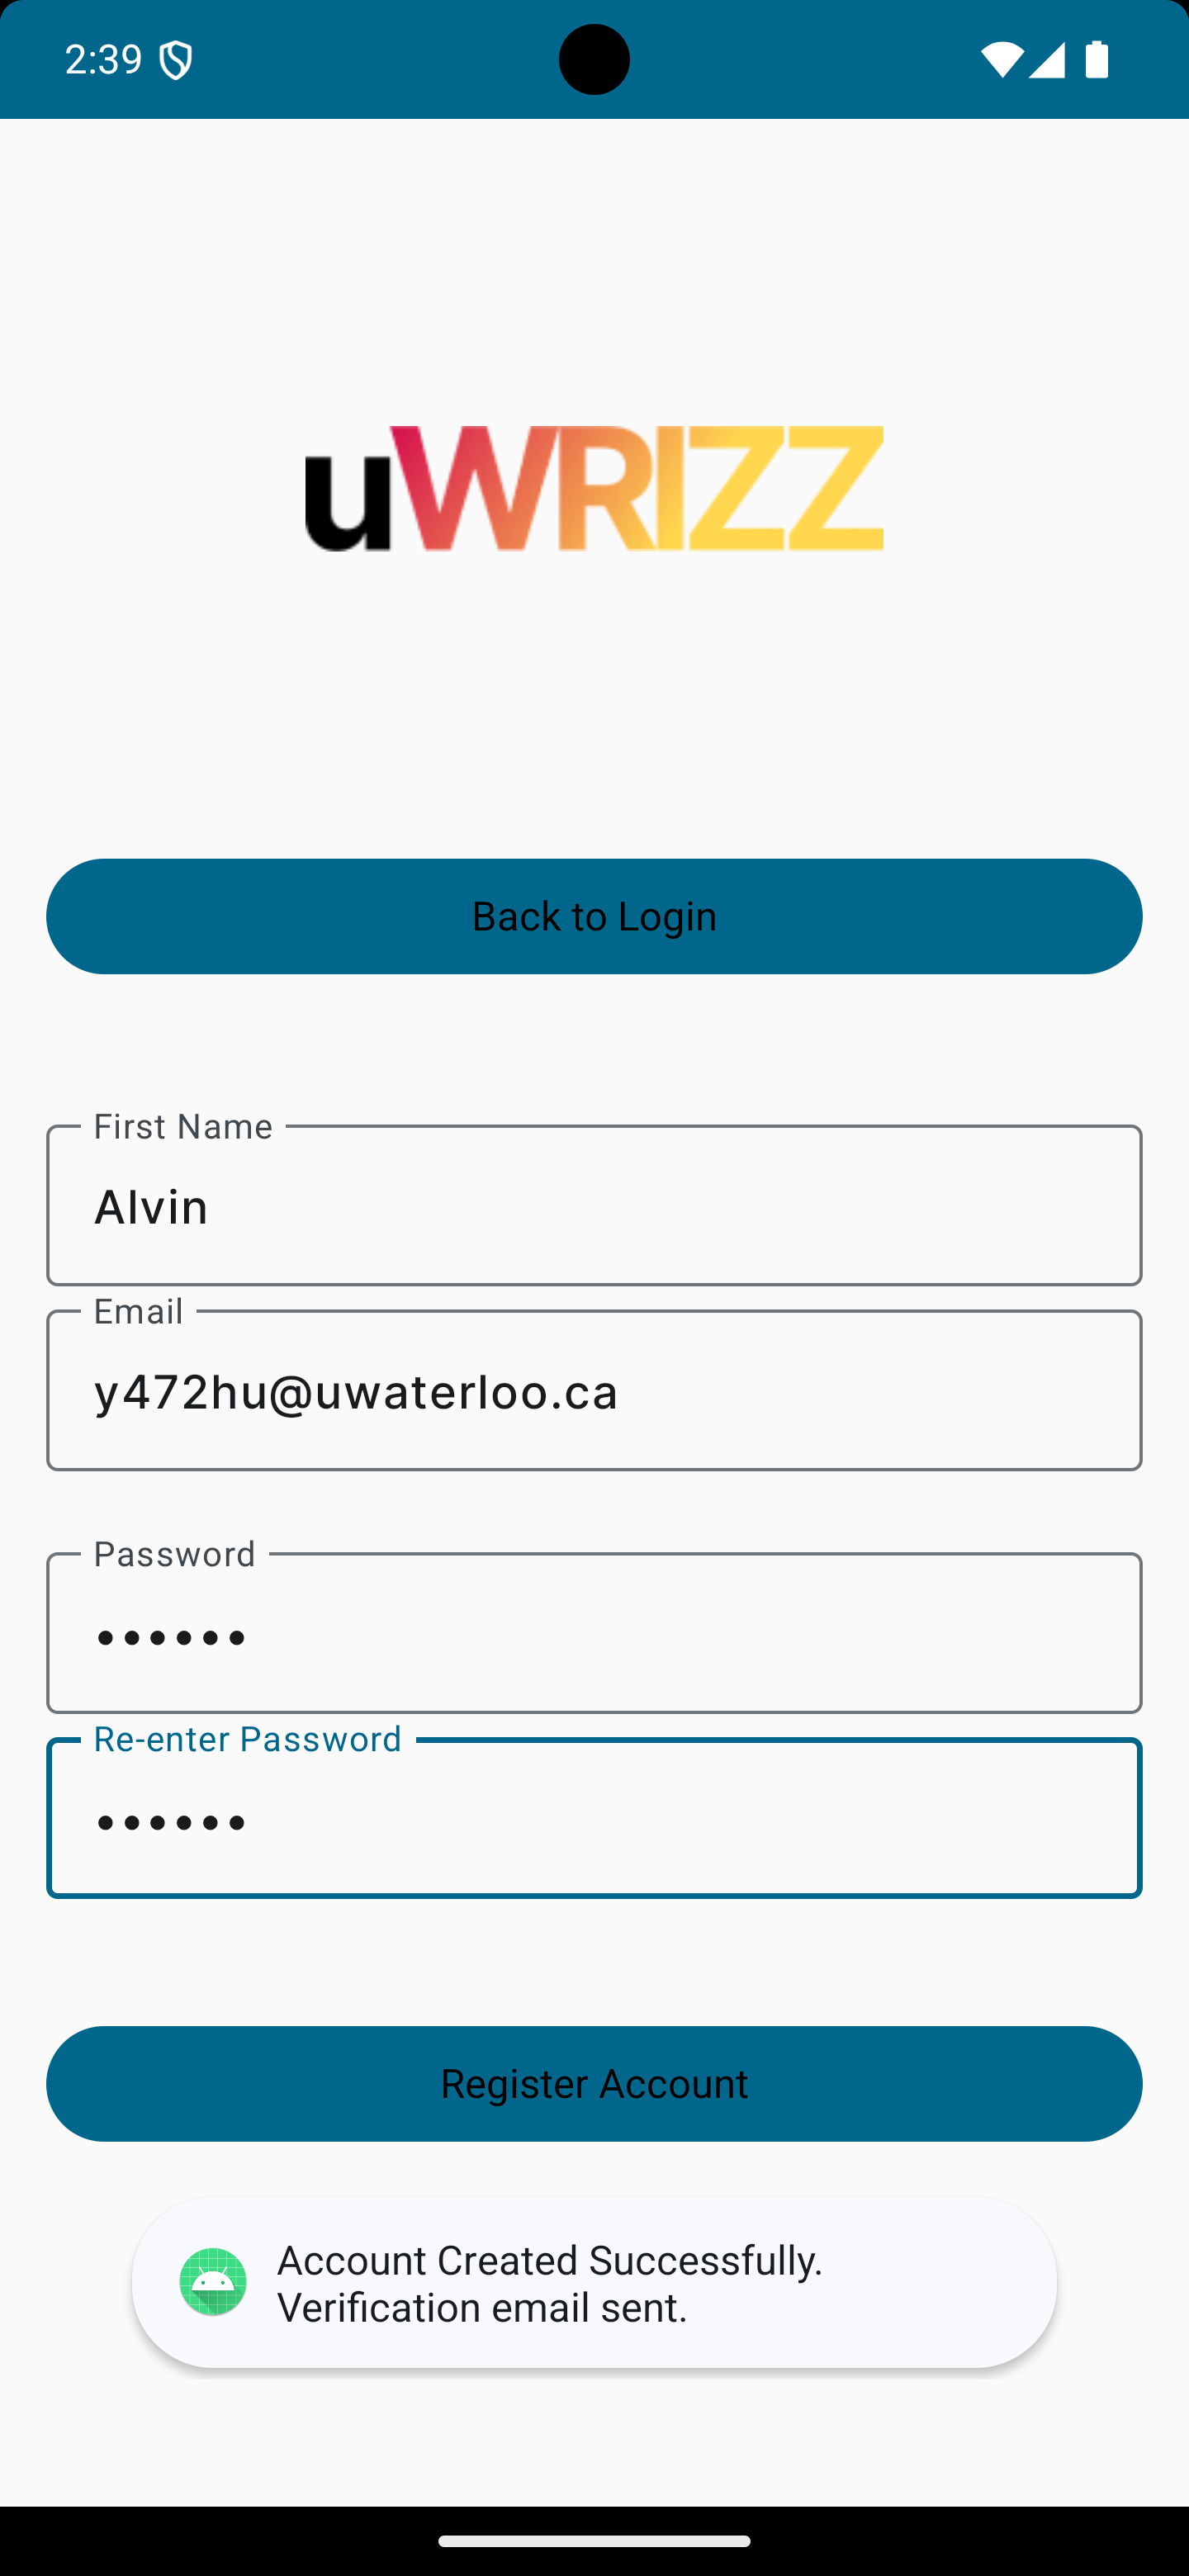 2:39
uWRIZZ
Back to Login
First Name
Alvin
Email
y472hu@uwaterloo.ca
Password
••••••
Re-enter Password
••••••
Register Account
Account Created Successfully.
Verification email sent.